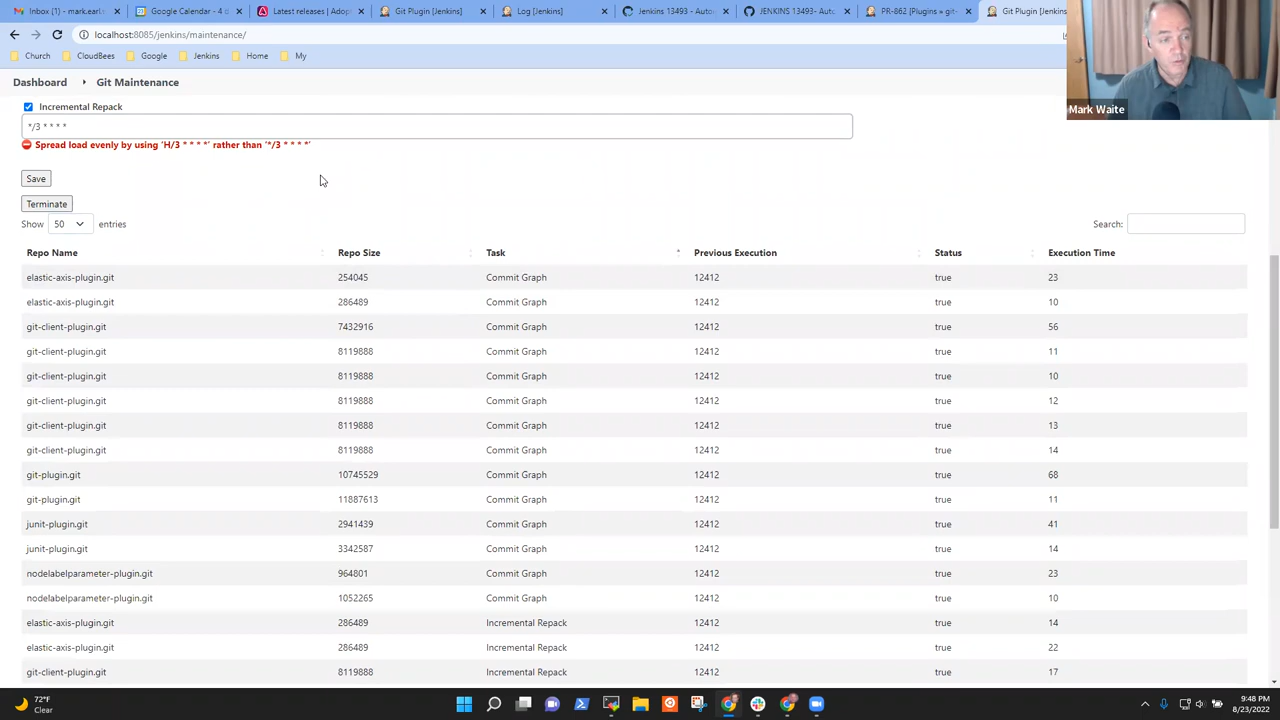 Inbox (1) - mark.earl
Google Calendar - 4 d
Latest releases | Adopt
Git Plugin [Jenkins]
Log [Jenkins]
Jenkins 13493 - Auto
JENKINS 13493- Auto
PR-862 [Plugins » git-
Git Plugin [Jenkins
localhost:8085/jenkins/maintenance/
Church
CloudBees
Google
Jenkins
Home
My
Dashboard
Git Maintenance
Mark Waite
Incremental Repack
*/3 * * * *
Spread load evenly by using 'H/3 * * * *' rather than '*/3 * * * *'
Save
Terminate
Show 50 entries
Search:
Repo Name Repo Size Task Previous Execution Status Execution Time
elastic-axis-plugin.git 254045 Commit Graph 12412 true 23
elastic-axis-plugin.git 286489 Commit Graph 12412 true 10
git-client-plugin.git 7432916 Commit Graph 12412 true 56
git-client-plugin.git 8119888 Commit Graph 12412 true 11
git-client-plugin.git 8119888 Commit Graph 12412 true 10
git-client-plugin.git 8119888 Commit Graph 12412 true 12
git-client-plugin.git 8119888 Commit Graph 12412 true 13
git-client-plugin.git 8119888 Commit Graph 12412 true 14
git-plugin.git 10745529 Commit Graph 12412 true 68
git-plugin.git 11887613 Commit Graph 12412 true 11
junit-plugin.git 2941439 Commit Graph 12412 true 41
junit-plugin.git 3342587 Commit Graph 12412 true 14
nodelabelparameter-plugin.git 964801 Commit Graph 12412 true 23
nodelabelparameter-plugin.git 1052265 Commit Graph 12412 true 10
elastic-axis-plugin.git 286489 Incremental Repack 12412 true 14
elastic-axis-plugin.git 286489 Incremental Repack 12412 true 22
git-client-plugin.git 8119888 Incremental Repack 12412 true 17
72°F
Clear
9:48 PM
8/23/2022